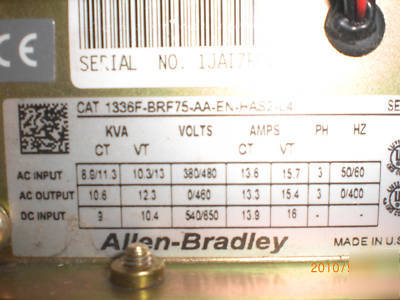 CE
SERIAL NO. 1JAI7
CAT 1336F-BRF75-AA-EN-HAS2-L4 SE
KVA VOLTS AMPS PH HZ
CT VT CT VT
AC INPUT 8.9/11.3 10.3/13 380/480 13.6 15.7 3 50/60
AC OUTPUT 10.6 12.3 0/460 13.3 15.4 3 0/400
DC INPUT 9 10.4 540/650 13.9 16 - -
Allen-Bradley MADE IN U.S